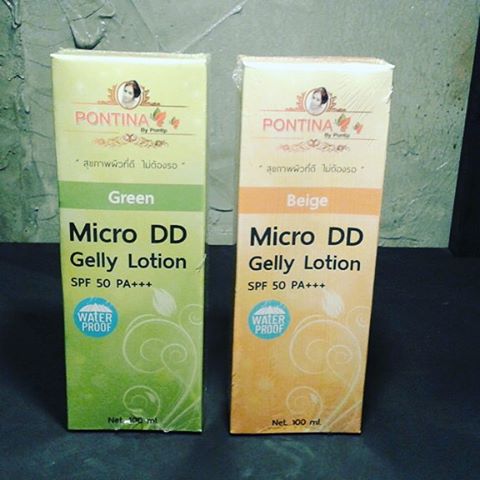 PONTINA
By Pontip
" สุขภาพผิวที่ดี ไม่ต้องรอ "
Green
Micro DD
Gelly Lotion
SPF 50 PA+++
WATER
PROOF
Net. 100 ml.
PONTINA
By Pontip
" สุขภาพผิวที่ดี ไม่ต้องรอ "
Beige
Micro DD
Gelly Lotion
SPF 50 PA+++
WATER
PROOF
Net. 100 ml.